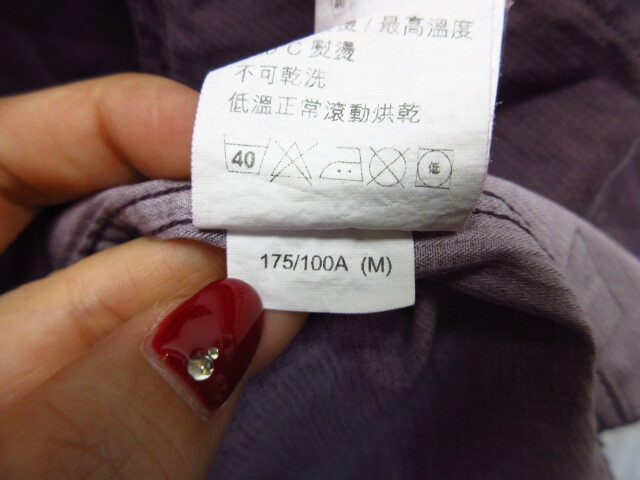 / 最高溫度
C 熨燙
不可乾洗
低溫正常滾動烘乾
40 低
175/100A (M)